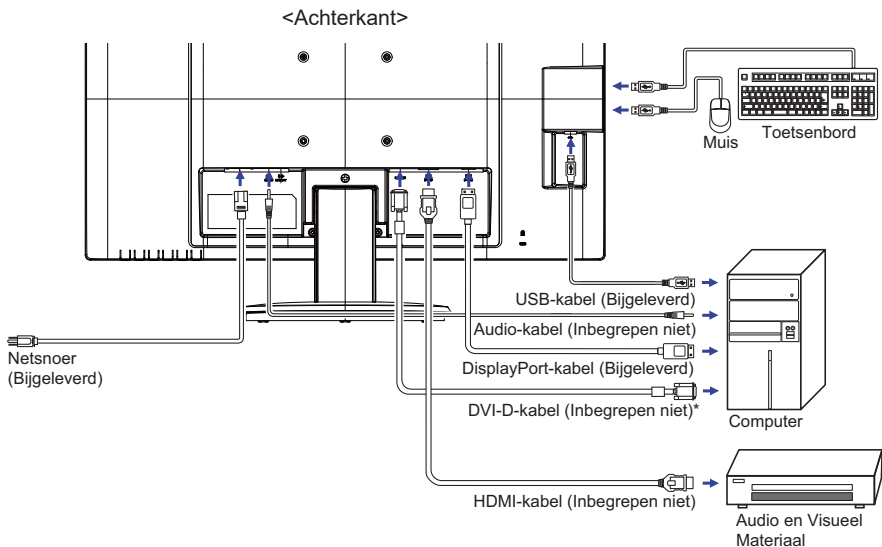 <Achterkant>
Muis
Toetsenbord
USB-kabel (Bijgeleverd)
Audio-kabel (Inbegrepen niet)
Netsnoer
(Bijgeleverd)
DisplayPort-kabel (Bijgeleverd)
DVI-D-kabel (Inbegrepen niet)*
Computer
HDMI-kabel (Inbegrepen niet)
Audio en Visueel
Materiaal